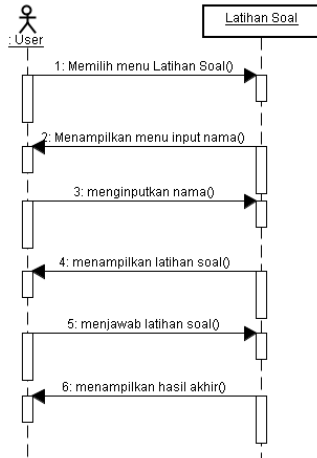 : User
Latihan Soal
1: Memilih menu Latihan Soal()
2: Menampilkan menu input nama()
3: menginputkan nama()
4: menampilkan latihan soal()
5: menjawab latihan soal()
6: menampilkan hasil akhir()